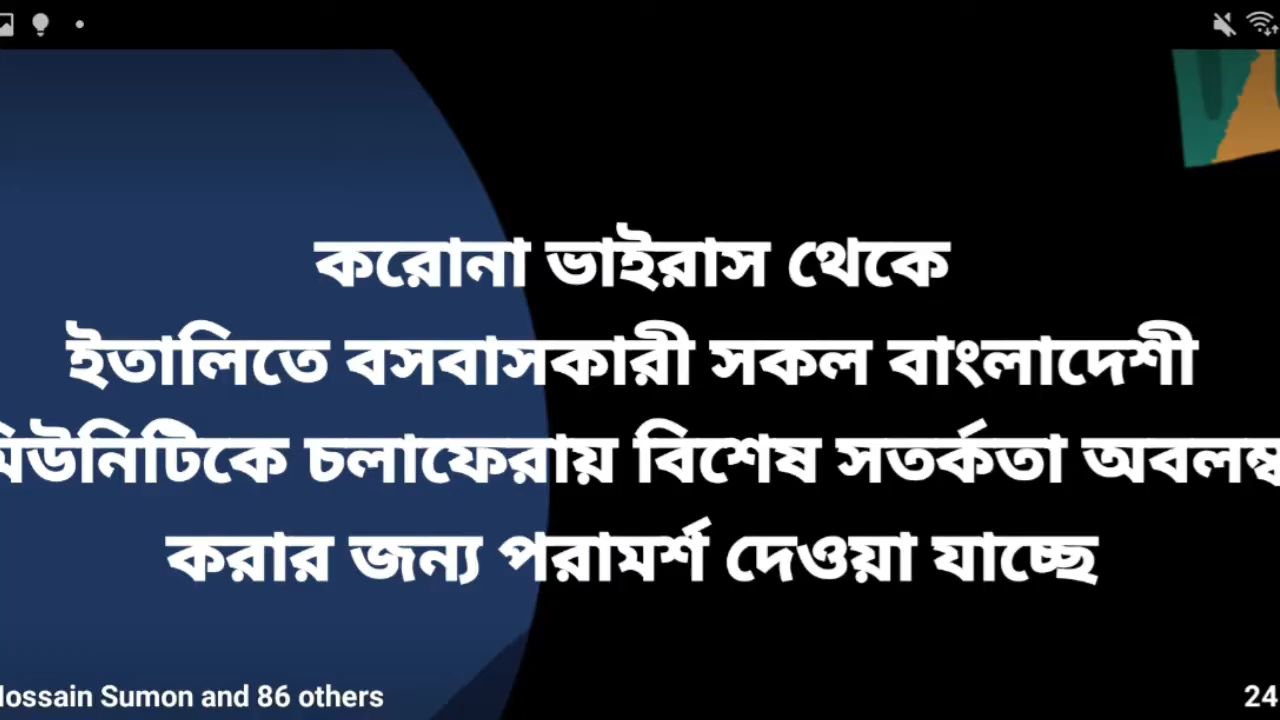 করোনা ভাইরাস থেকে
ইতালিতে বসবাসকারী সকল বাংলাদেশী
চলাফেরায় বিশেষ সতর্কতা
করার জন্য পরামর্শ দেওয়া যাচ্ছে
Sumon and 86 others
24